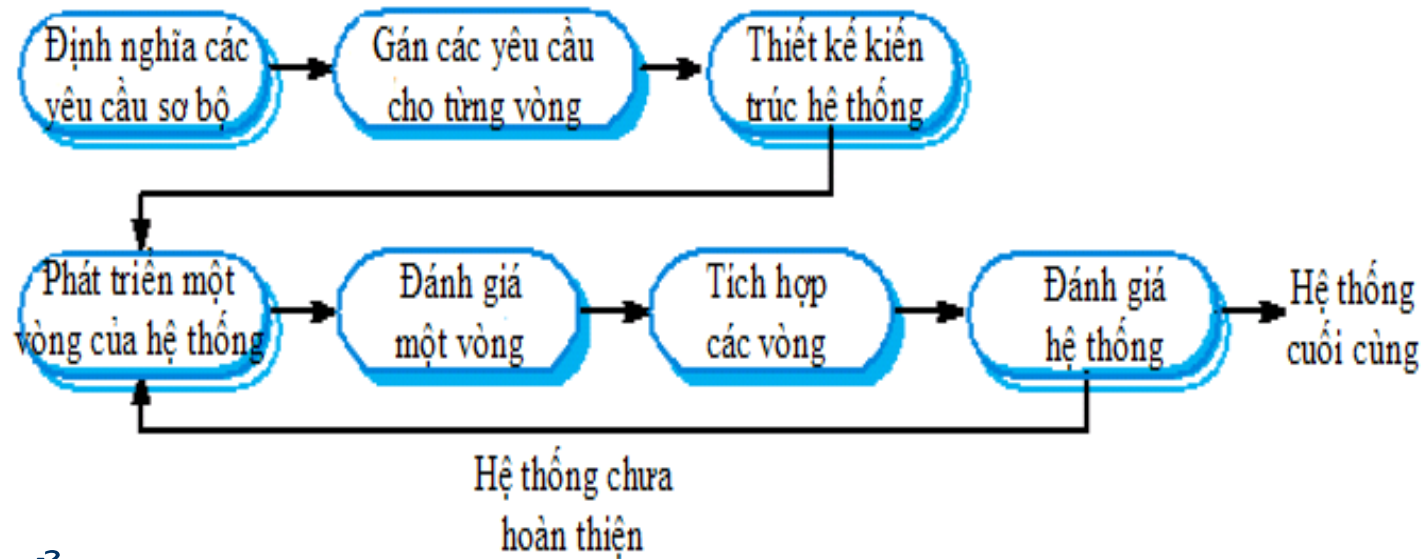 Định nghĩa các
yêu cầu sơ bộ
Gán các yêu cầu
cho từng vòng
Thiết kế kiến
trúc hệ thống
Phát triển một
vòng của hệ thống
Đánh giá
một vòng
Tích hợp
các vòng
Đánh giá
hệ thống
Hệ thống
cuối cùng
Hệ thống chưa
hoàn thiện